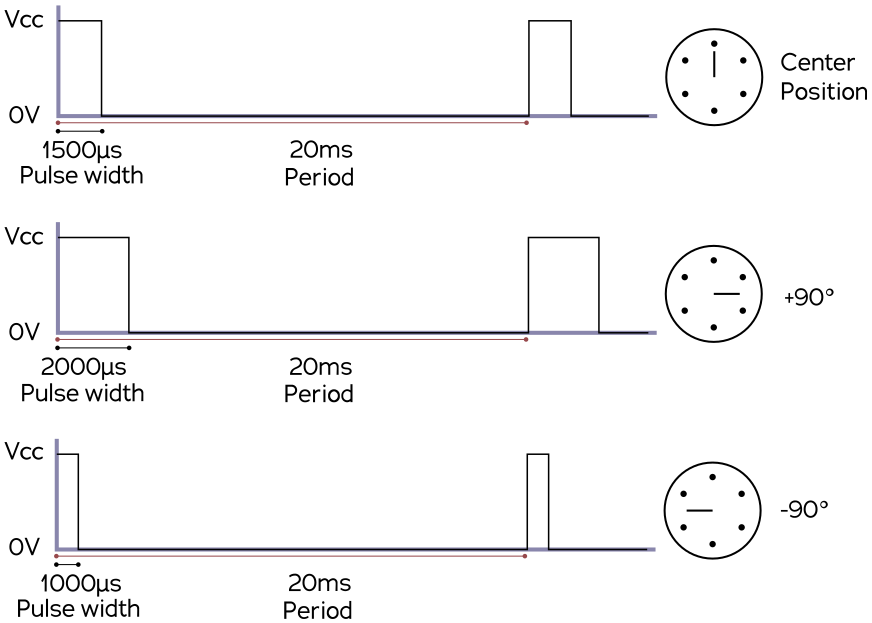 Vcc
0V
1500µs
Pulse width
20ms
Period
Center
Position
Vcc
0V
2000µs
Pulse width
20ms
Period
+90°
Vcc
0V
1000µs
Pulse width
20ms
Period
-90°